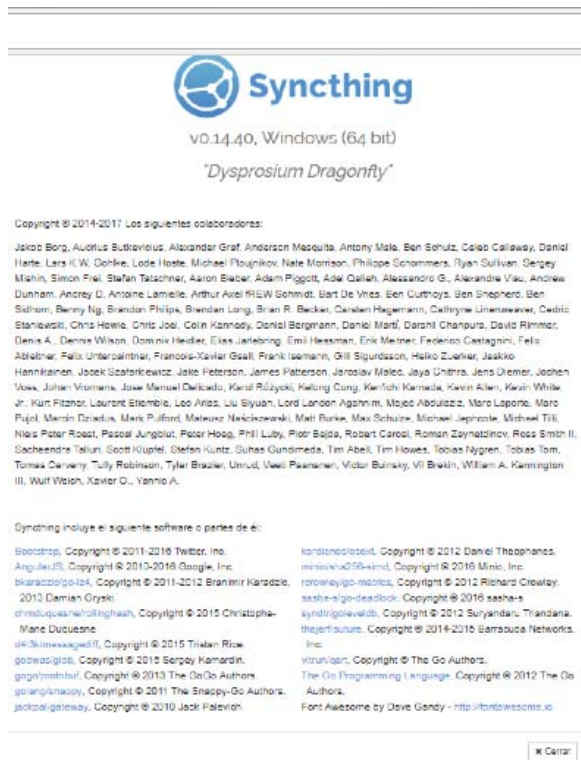 Syncthing
v0.14.40, Windows (64 bit)
"Dysprosium Dragonfly"
Copyright © 2014-2017 Los siguientes colaboradores:
Jakob Borg, Audrius Butkevicius, Alexander Graf, Anderson Mesquita, Antony Male, Ben Schulz, Caleb Callaway, Daniel
Harte, Lars K.W. Gohlke, Lode Hoste, Michael Ploujnikov, Nate Morrison, Philippe Schommers, Ryan Sullivan, Sergey
Mishin, Simon Frei, Stefan Tatschner, Aaron Bieber, Adam Piggott, Adel Qalieh, Alessandro G., Alexandre Viau, Andrew
Dunham, Andrey D, Antoine Lamielle, Arthur Axel fREW Schmidt, Bart De Vries, Ben Curthoys, Ben Shepherd, Ben
Sidhom, Benny Ng, Brandon Philips, Brendan Long, Brian R. Becker, Carsten Hagemann, Cathryne Linenweaver, Cedric
Staniewski, Chris Howie, Chris Joel, Colin Kennedy, Daniel Bergmann, Daniel Martí, Darshil Chanpura, David Rimmer,
Denis A., Dennis Wilson, Dominik Heidler, Elias Jarlebring, Emil Hessman, Erik Meitner, Federico Castagnini, Felix
Ableitner, Felix Unterpaintner, Francois-Xavier Gsell, Frank Isemann, Gilli Sigurdsson, Heiko Zuerker, Jaakko
Hannikainen, Jacek Szafarkiewicz, Jake Peterson, James Patterson, Jaroslav Malec, Jaya Chithra, Jens Diemer, Jochen
Voss, Johan Vromans, Jose Manuel Delicado, Karol Różycki, Kelong Cong, Kenichi Kamada, Kevin Allen, Kevin White,
Jr., Kurt Fitzner, Laurent Etiemble, Leo Arias, Liu Siyuan, Lord Landon Agahnim, Majed Abdulaziz, Marc Laporte, Marc
Pujol, Marcin Dziadus, Mark Pulford, Mateusz Naściszewski, Matt Burke, Max Schulze, Michael Jephcote, Michael Tilli,
Niels Peter Roest, Pascal Jungblut, Peter Hoeg, Phill Luby, Piotr Bejda, Robert Carosi, Roman Zaynetdinov, Ross Smith II,
Sacheendra Talluri, Scott Klupfel, Stefan Kuntz, Suhas Gundimeda, Tim Abell, Tim Howes, Tobias Nygren, Tobias Tom,
Tomas Cerveny, Tully Robinson, Tyler Brazier, Unrud, Veeti Paananen, Victor Buinsky, Vil Brekin, William A. Kennington
III, Wulf Weich, Xavier O., Yannic A.
Syncthing incluye el siguiente software o partes de él:
Bootstrap, Copyright © 2011-2016 Twitter, Inc.
AngularJS, Copyright © 2010-2016 Google, Inc.
bkaradzic/go-lz4, Copyright © 2011-2012 Branimir Karadzic,
2013 Damian Gryski.
chmduquesne/rollinghash, Copyright © 2015 Christophe-
Marie Duquesne
d4l3k/messagediff, Copyright © 2015 Tristan Rice.
gobwas/glob, Copyright © 2015 Sergey Kamardin.
gogo/protobuf, Copyright © 2013 The GoGo Authors.
golang/snappy, Copyright © 2011 The Snappy-Go Authors.
jackpal/gateway, Copyright © 2010 Jack Palevich.
kardianos/osext, Copyright © 2012 Daniel Theophanes.
minio/sha256-simd, Copyright © 2016 Minio, Inc.
rcrowley/go-metrics, Copyright © 2012 Richard Crowley.
sasha-s/go-deadlock, Copyright © 2016 sasha-s
syndtr/goleveldb, Copyright © 2012 Suryandaru Triandana.
thejerf/suture, Copyright © 2014-2015 Barracuda Networks,
Inc.
vitrun/qart, Copyright © The Go Authors.
The Go Programming Language, Copyright © 2012 The Go
Authors.
Font Awesome by Dave Gandy - http://fontawesome.io
× Cerrar